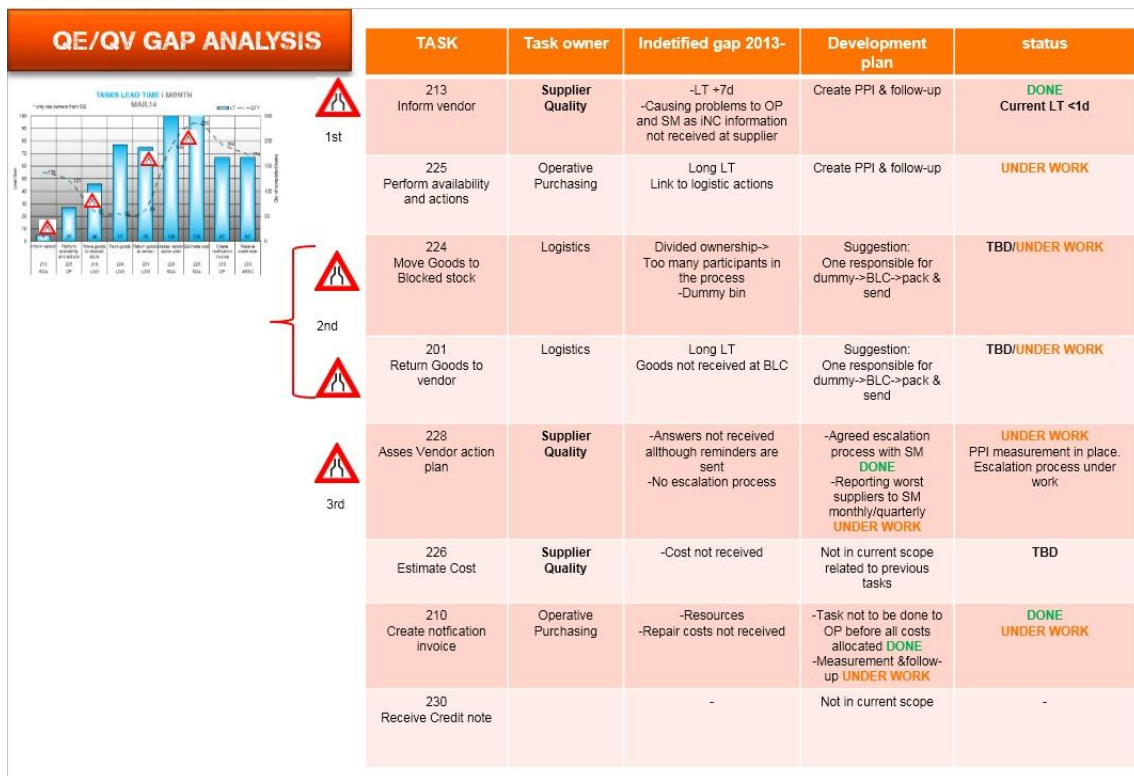 QE/QV GAP ANALYSIS
TASKS LEAD TIME / MONTH
MAR.14
1st
2nd
3rd
TASK
Task owner
Indetified gap 2013-
Development
plan
status
213
Inform vendor
Supplier
Quality
-LT +7d
-Causing problems to OP
and SM as iNC information
not received at supplier
Create PPI & follow-up
DONE
Current LT <1d
225
Perform availability
and actions
Operative
Purchasing
Long LT
Link to logistic actions
Create PPI & follow-up
UNDER WORK
224
Move Goods to
Blocked stock
Logistics
Divided ownership->
Too many participants in
the process
-Dummy bin
Suggestion:
One responsible for
dummy->BLC->pack &
send
TBD/UNDER WORK
201
Return Goods to
vendor
Logistics
Long LT
Goods not received at BLC
Suggestion:
One responsible for
dummy->BLC->pack &
send
TBD/UNDER WORK
228
Asses Vendor action
plan
Supplier
Quality
-Answers not received
allthough reminders are
sent
-No escalation process
-Agreed escalation
process with SM
DONE
-Reporting worst
suppliers to SM
monthly/quarterly
UNDER WORK
UNDER WORK
PPI measurement in place.
Escalation process under
work
226
Estimate Cost
Supplier
Quality
-Cost not received
Not in current scope
related to previous
tasks
TBD
210
Create notfication
invoice
Operative
Purchasing
-Resources
-Repair costs not received
-Task not to be done to
OP before all costs
allocated DONE
-Measurement &follow-
up UNDER WORK
DONE
UNDER WORK
230
Receive Credit note
-
Not in current scope
-